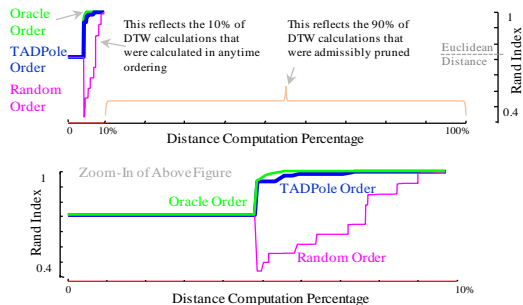 Oracle
Order
TADPole
Order
Random
Order
This reflects the 10% of
DTW calculations that
were calculated in anytime
ordering
This reflects the 90% of
DTW calculations that
were admissibly pruned
Euclidean
Distance
1
Rand Index
0.4
0
10%
100%
Distance Computation Percentage
Zoom-In of Above Figure
1
Rand Index
0.4
Oracle Order
TADPole Order
Random Order
0
10%
Distance Computation Percentage